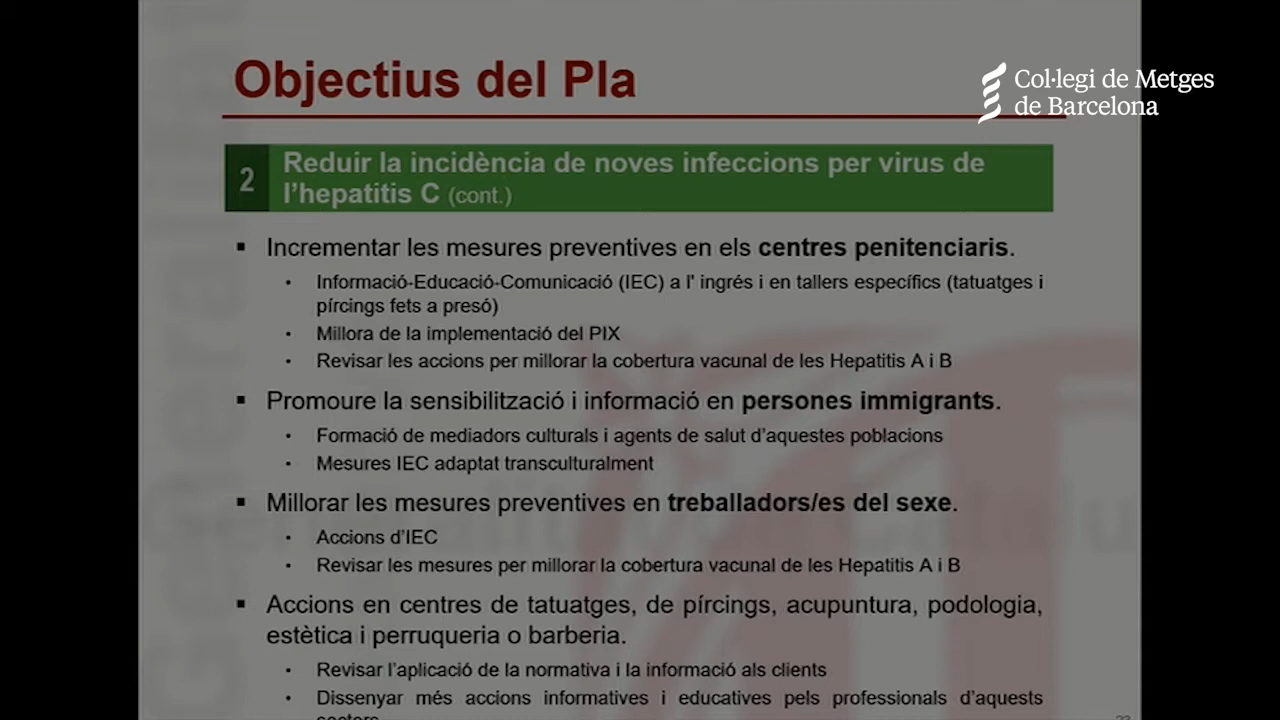 Objectius del Pla
Col·legi de Metges
de Barcelona
2
Reduir la incidència de noves infeccions per virus de
l'hepatitis C (cont.)
▪ Incrementar les mesures preventives en els centres penitenciaris.
• Informació-Educació-Comunicació (IEC) a l' ingrés i en tallers específics (tatuatges i
pírcings fets a presó)
• Millora de la implementació del PIX
• Revisar les accions per millorar la cobertura vacunal de les Hepatitis A i B
▪ Promoure la sensibilització i informació en persones immigrants.
• Formació de mediadors culturals i agents de salut d'aquestes poblacions
• Mesures IEC adaptat transculturalment
▪ Millorar les mesures preventives en treballadors/es del sexe.
• Accions d'IEC
• Revisar les mesures per millorar la cobertura vacunal de les Hepatitis A i B
▪ Accions en centres de tatuatges, de pírcings, acupuntura, podologia,
estètica i perruqueria o barberia.
• Revisar l'aplicació de la normativa i la informació als clients
• Dissenyar més accions informatives i educatives pels professionals d'aquests